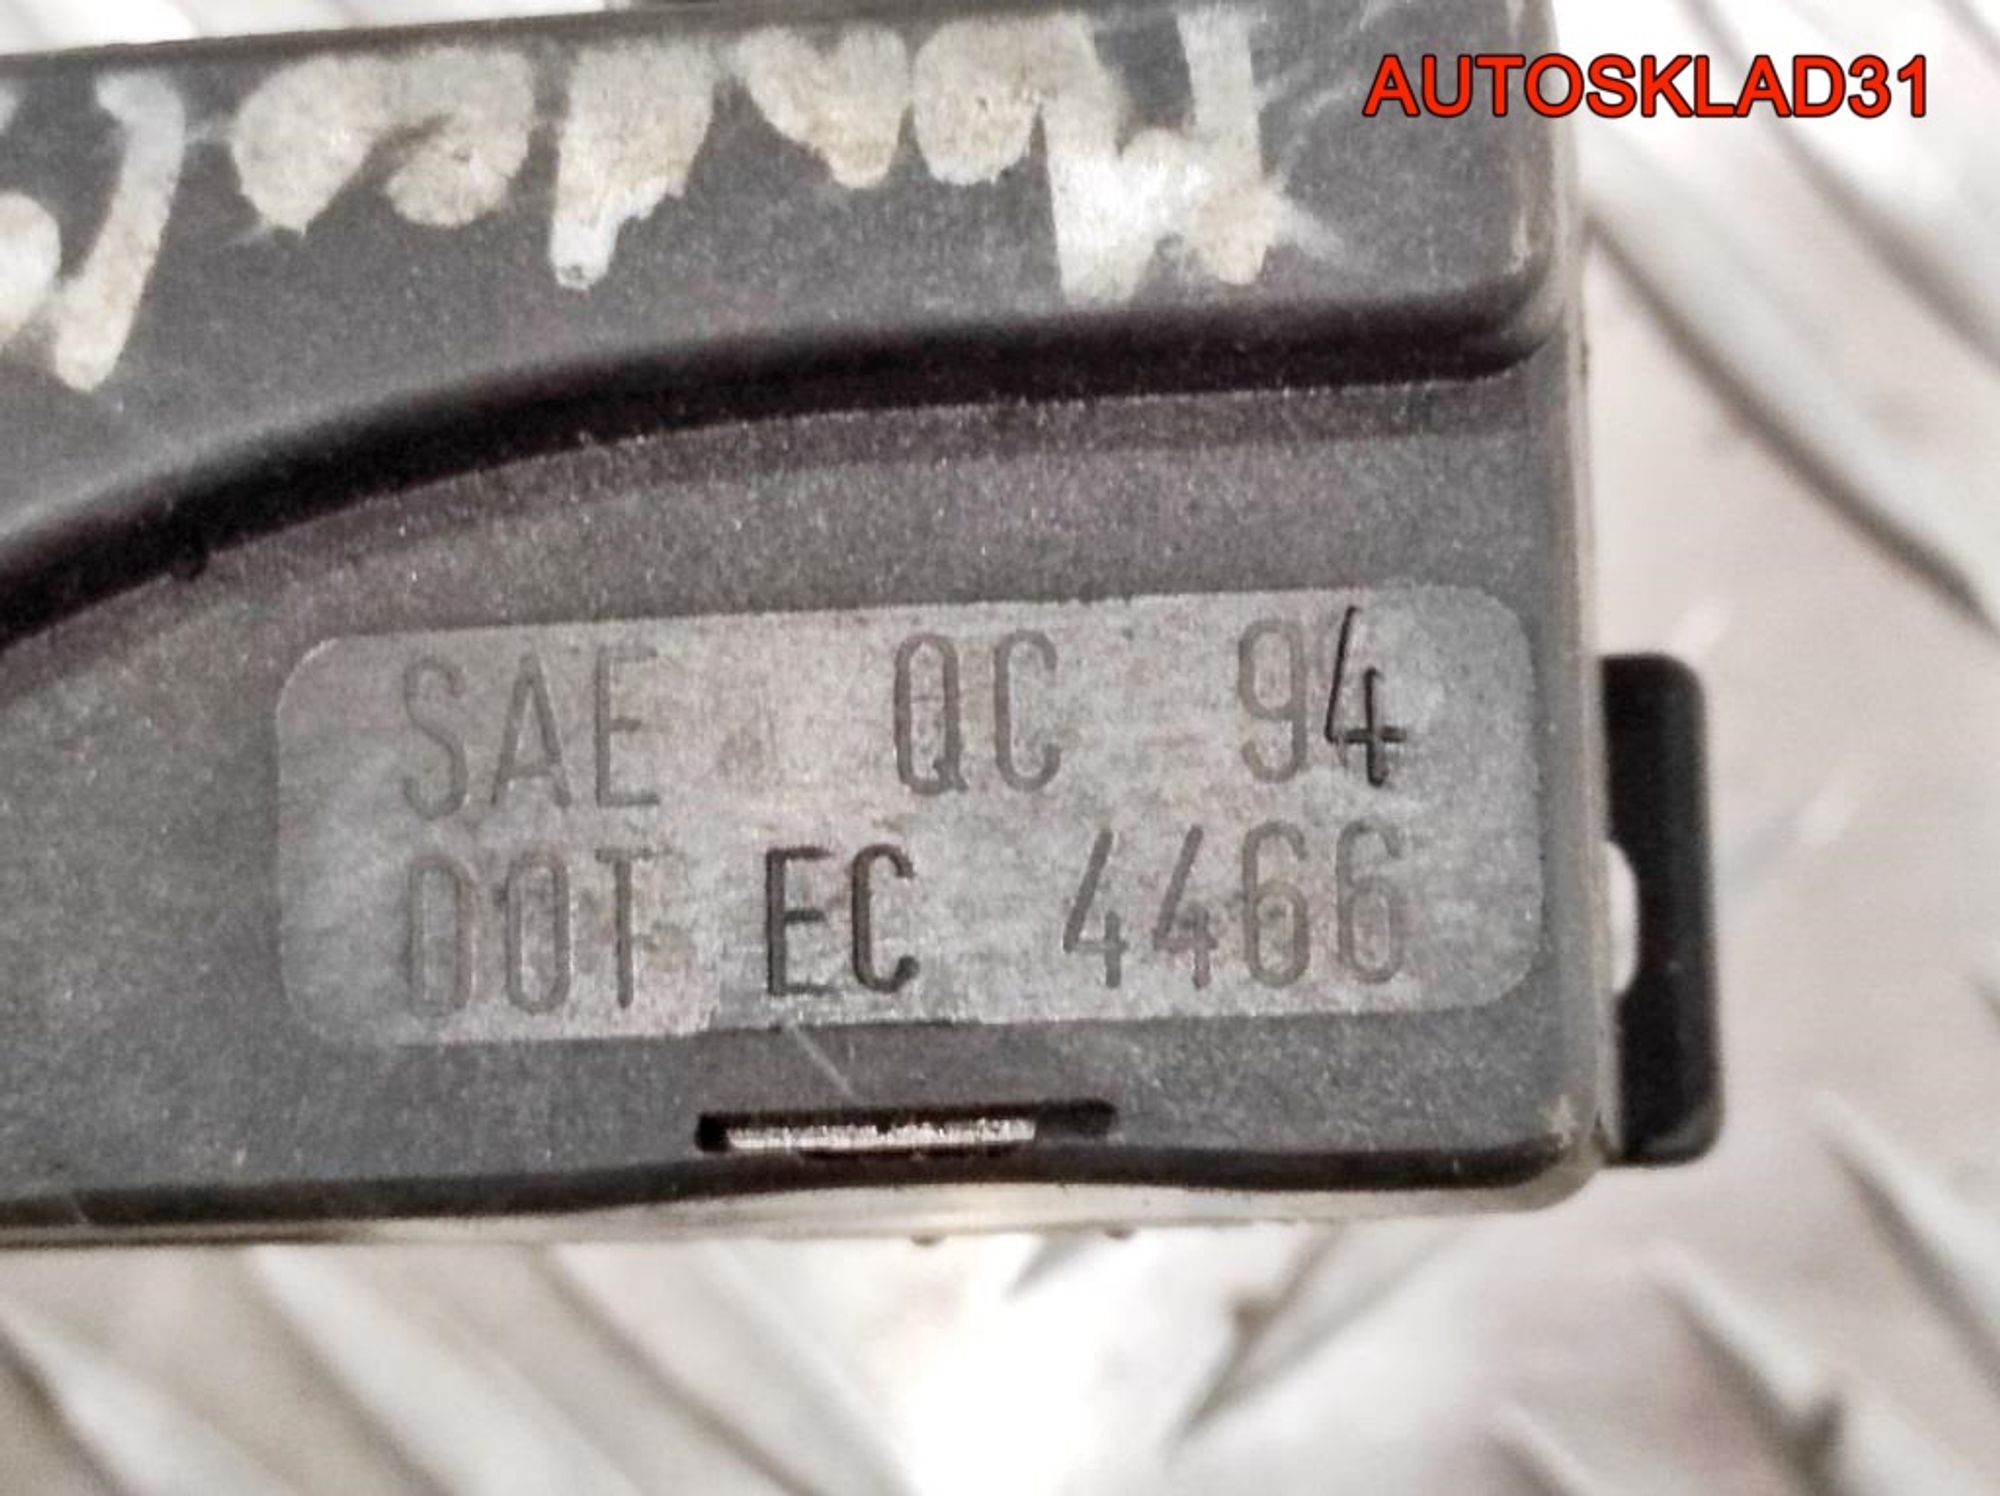 AUTOSKLAD31
SAE QC 94
DOT EC 4466